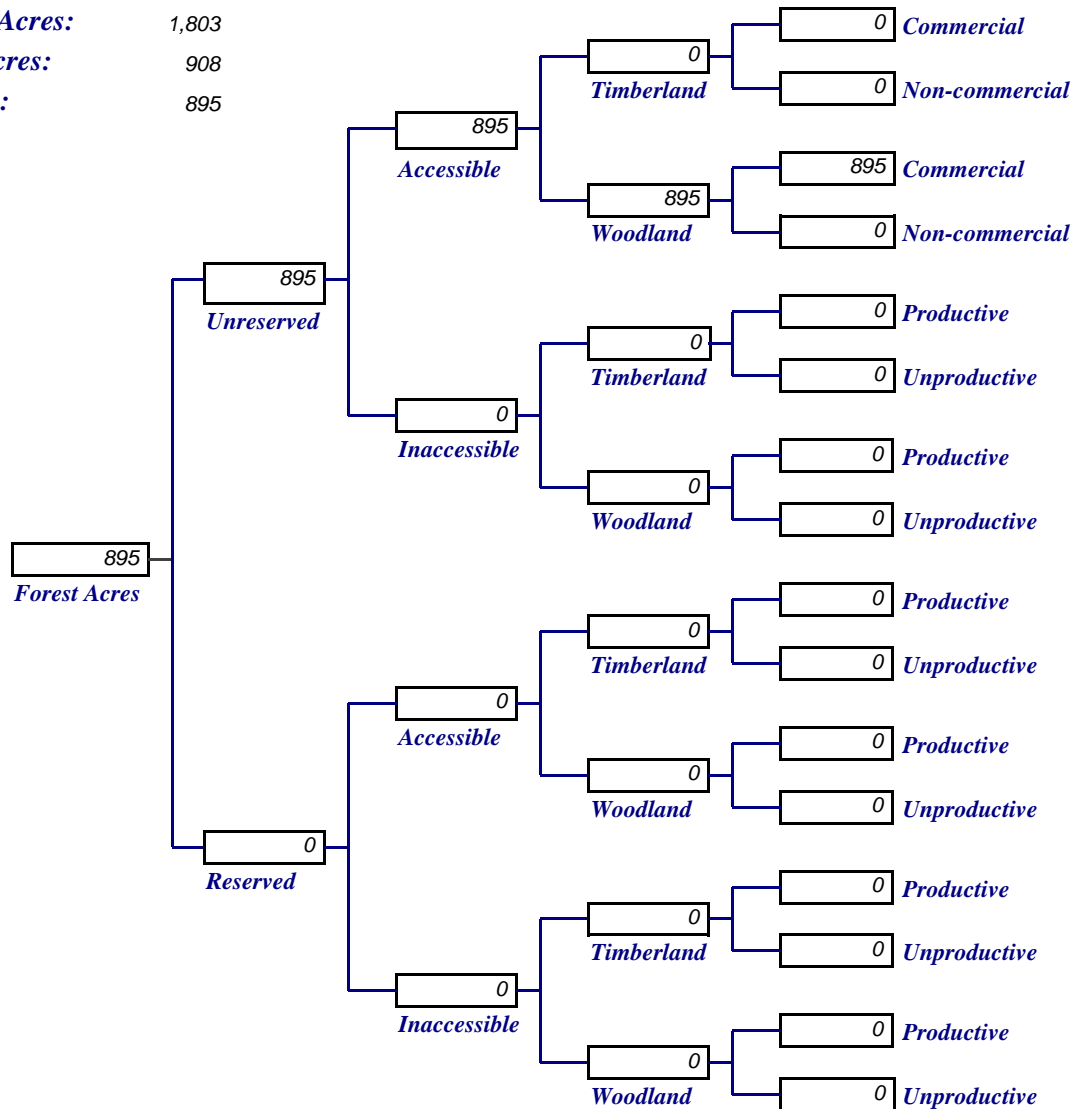 Acres: 1,803
cres: 908
: 895
0 Commercial
0
Timberland
0 Non-commercial
895
Accessible
895 Commercial
895
Woodland
0 Non-commercial
895
Unreserved
0 Productive
0
Timberland
0 Unproductive
0
Inaccessible
0 Productive
0
Woodland
0 Unproductive
895
Forest Acres
0 Productive
0
Timberland
0 Unproductive
0
Accessible
0 Productive
0
Woodland
0 Unproductive
0
Reserved
0 Productive
0
Timberland
0 Unproductive
0
Inaccessible
0 Productive
0
Woodland
0 Unproductive